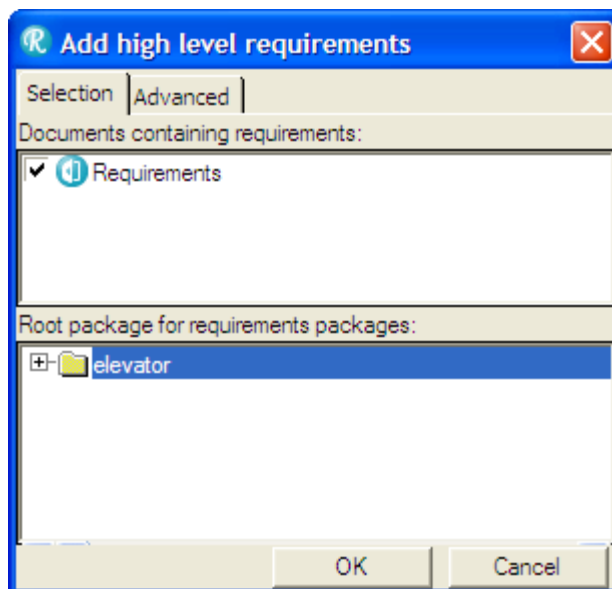 Add high level requirements
Selection
Advanced
Documents containing requirements:
Requirements
Root package for requirements packages:
elevator
OK
Cancel